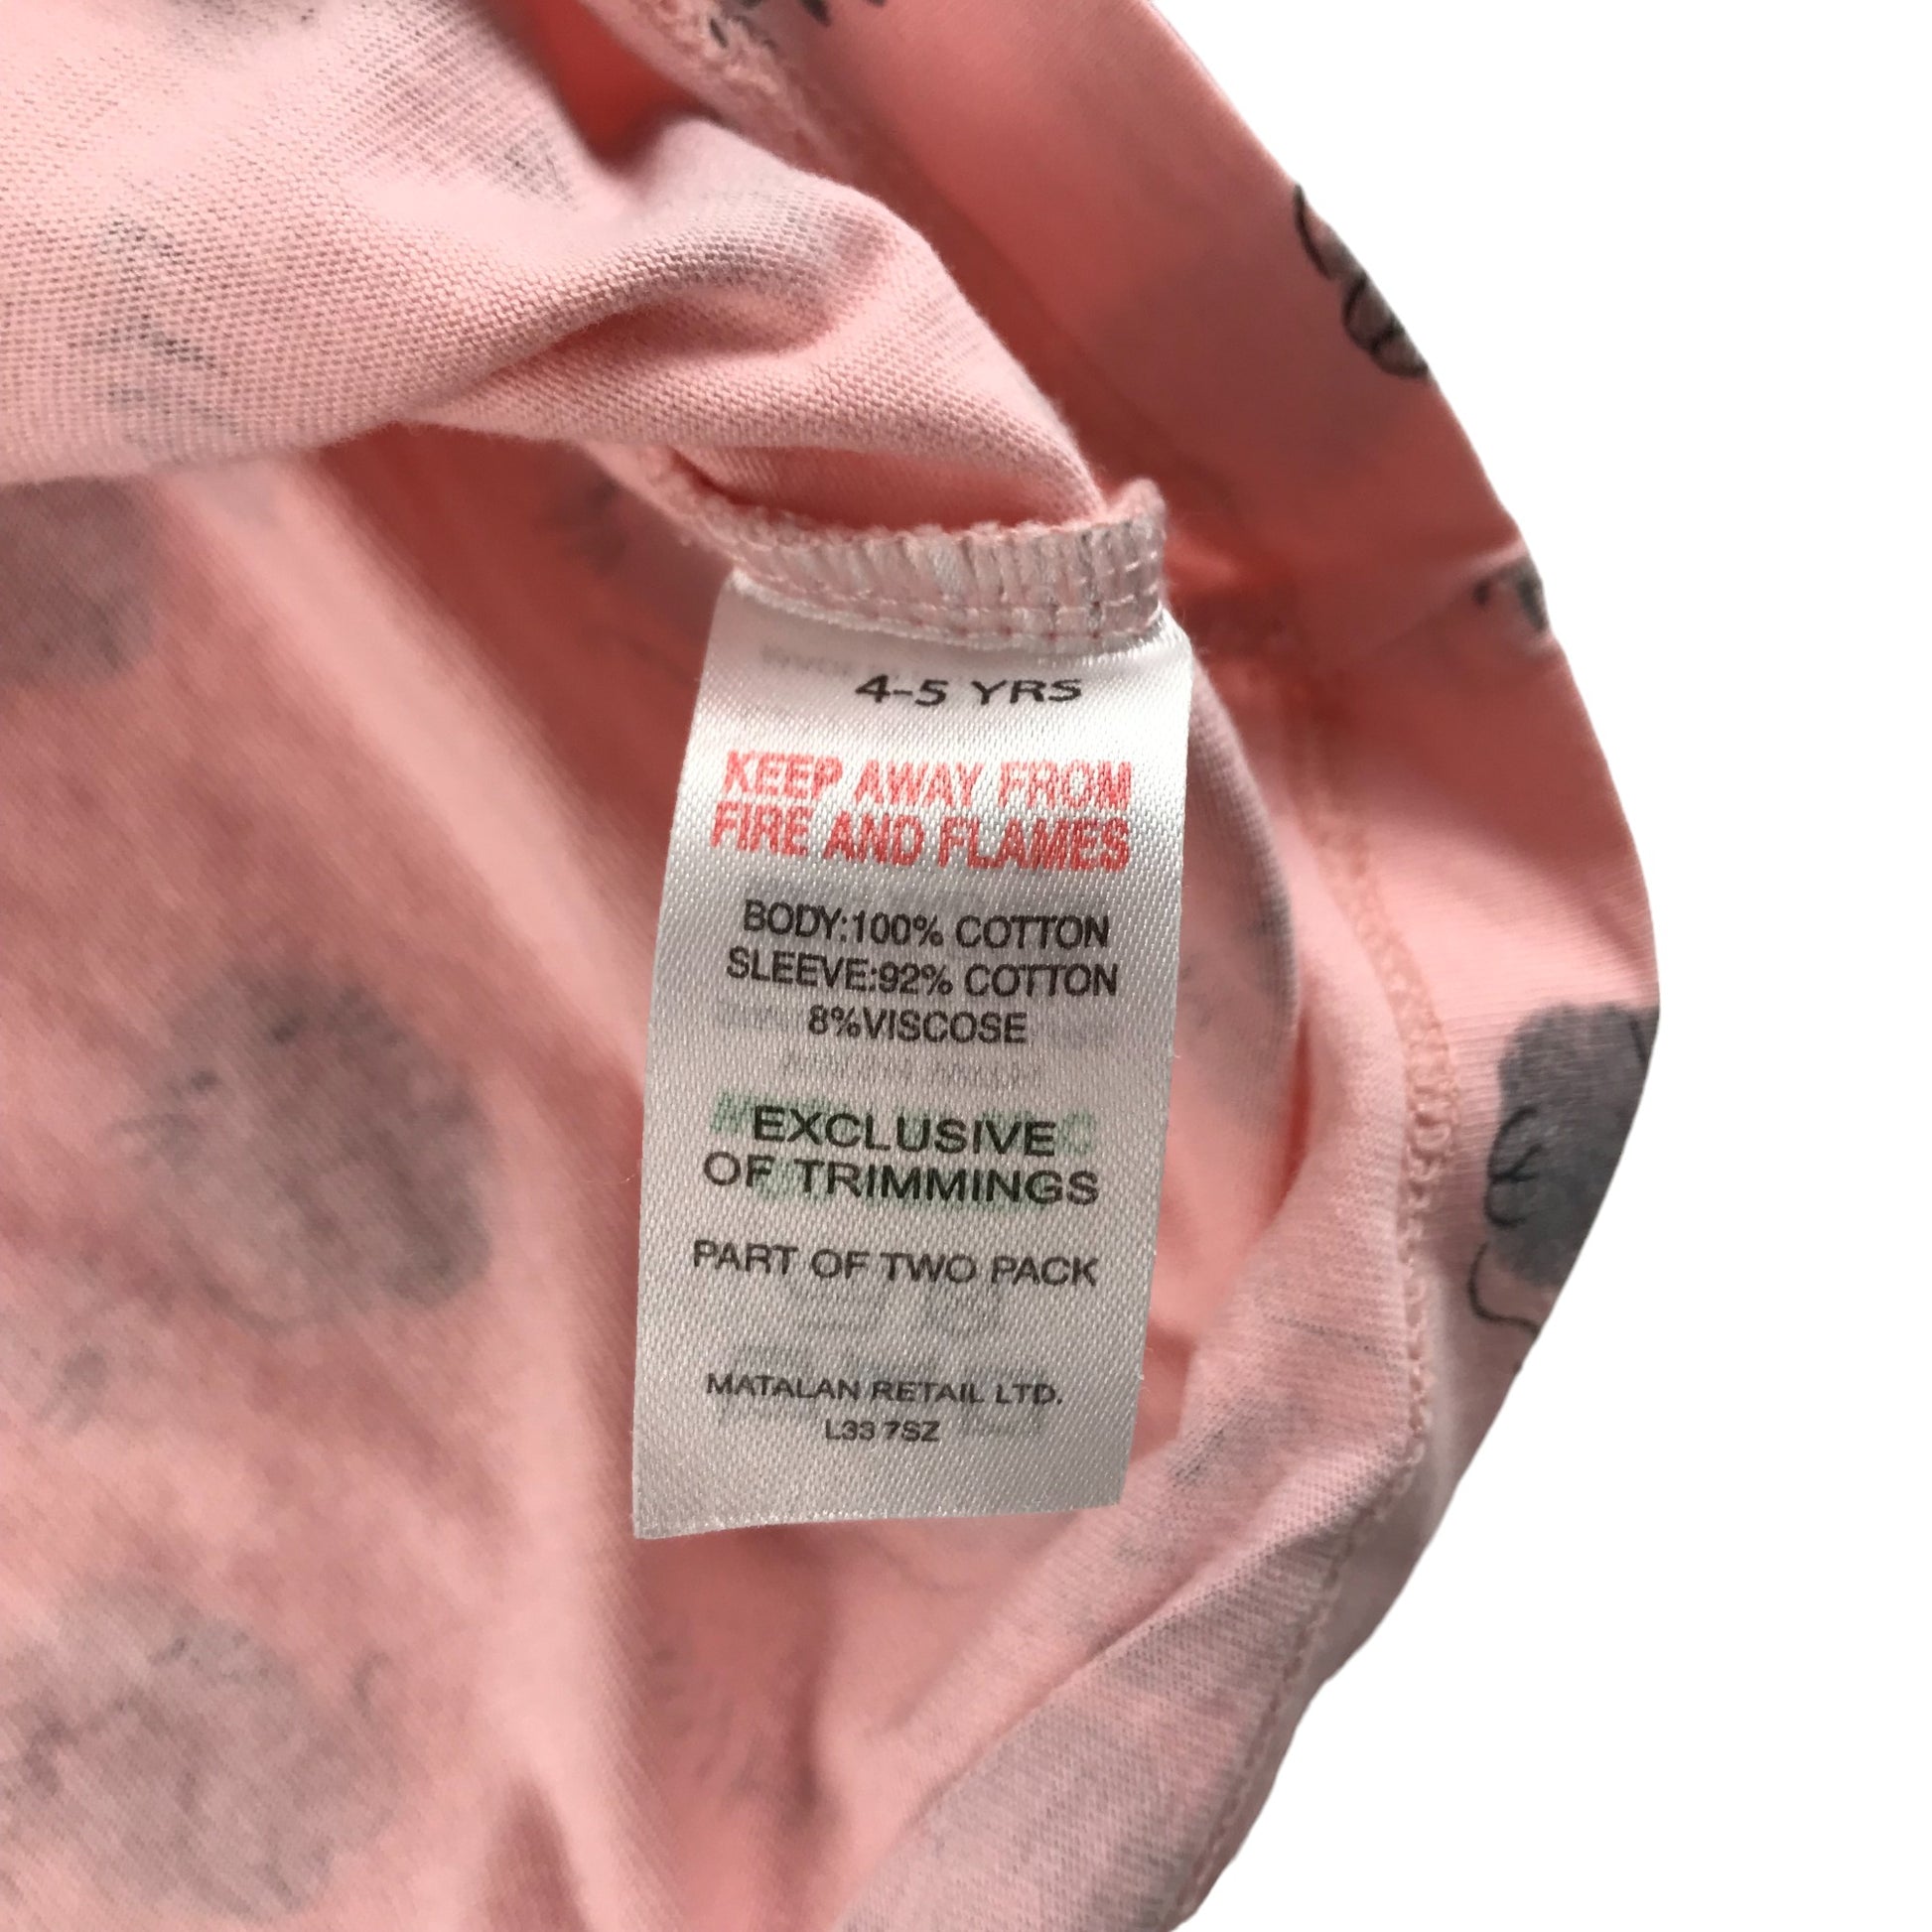 4-5 YRS
KEEP AWAY FROM
FIRE AND FLAMES
BODY:100% COTTON
SLEEVE:92% COTTON
8%VISCOSE
EXCLUSIVE
OF TRIMMINGS
PART OF TWO PACK
MATALAN RETAIL LTD.
L33 7SZ